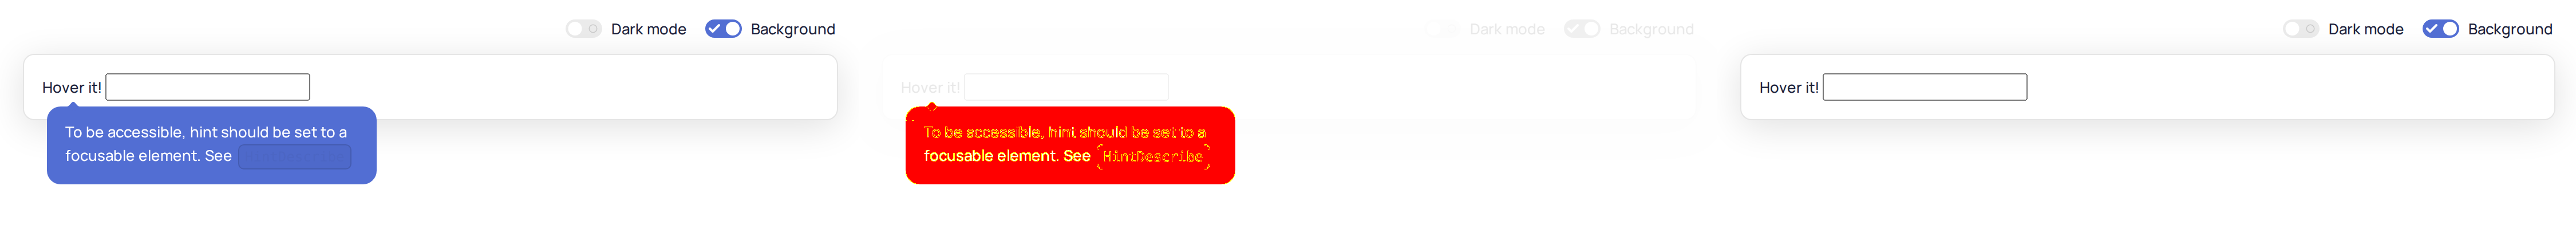 Dark mode Background
Hover it!
To be accessible, hint should be set to a
focusable element. See
Dark mode Background
Hover it!
To be accessible, hint should be set to a
focusable element. See HintDescribe
Dark mode Background
Hover it!